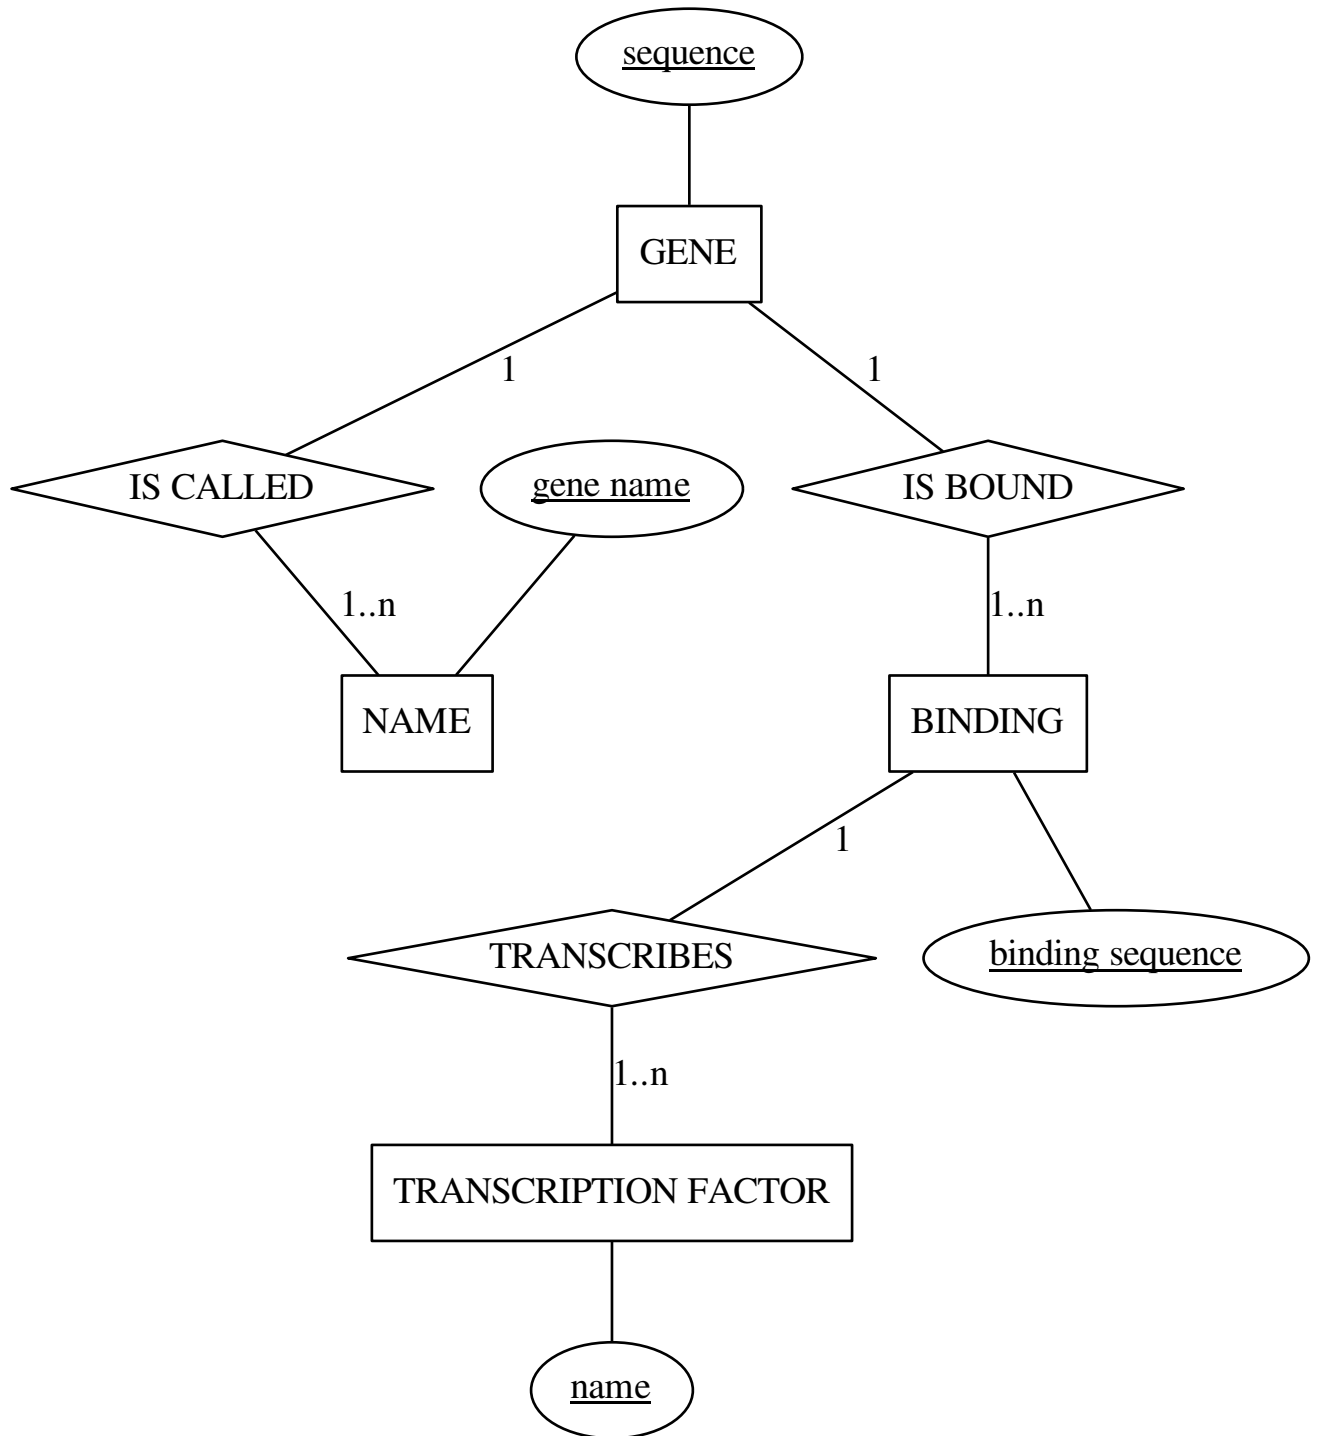 sequence
GENE
1
1
IS CALLED
gene name
IS BOUND
1..n
1..n
NAME
BINDING
1
TRANSCRIBES
binding sequence
1..n
TRANSCRIPTION FACTOR
name